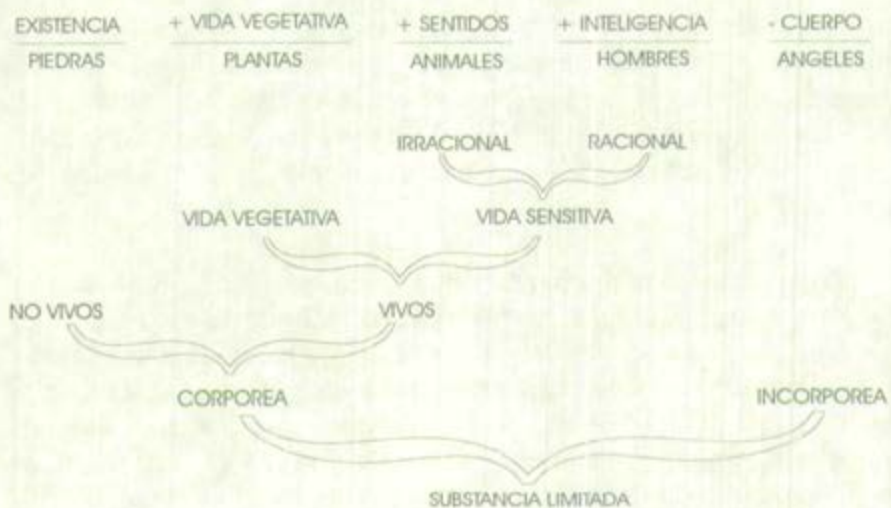 EXISTENCIA + VIDA VEGETATIVA + SENTIDOS + INTELIGENCIA - CUERPO
PIEDRAS PLANTAS ANIMALES HOMBRES ANGELES
IRRACIONAL RACIONAL
VIDA VEGETATIVA VIDA SENSITIVA
NO VIVOS VIVOS
CORPOREA INCORPOREA
SUBSTANCIA LIMITADA